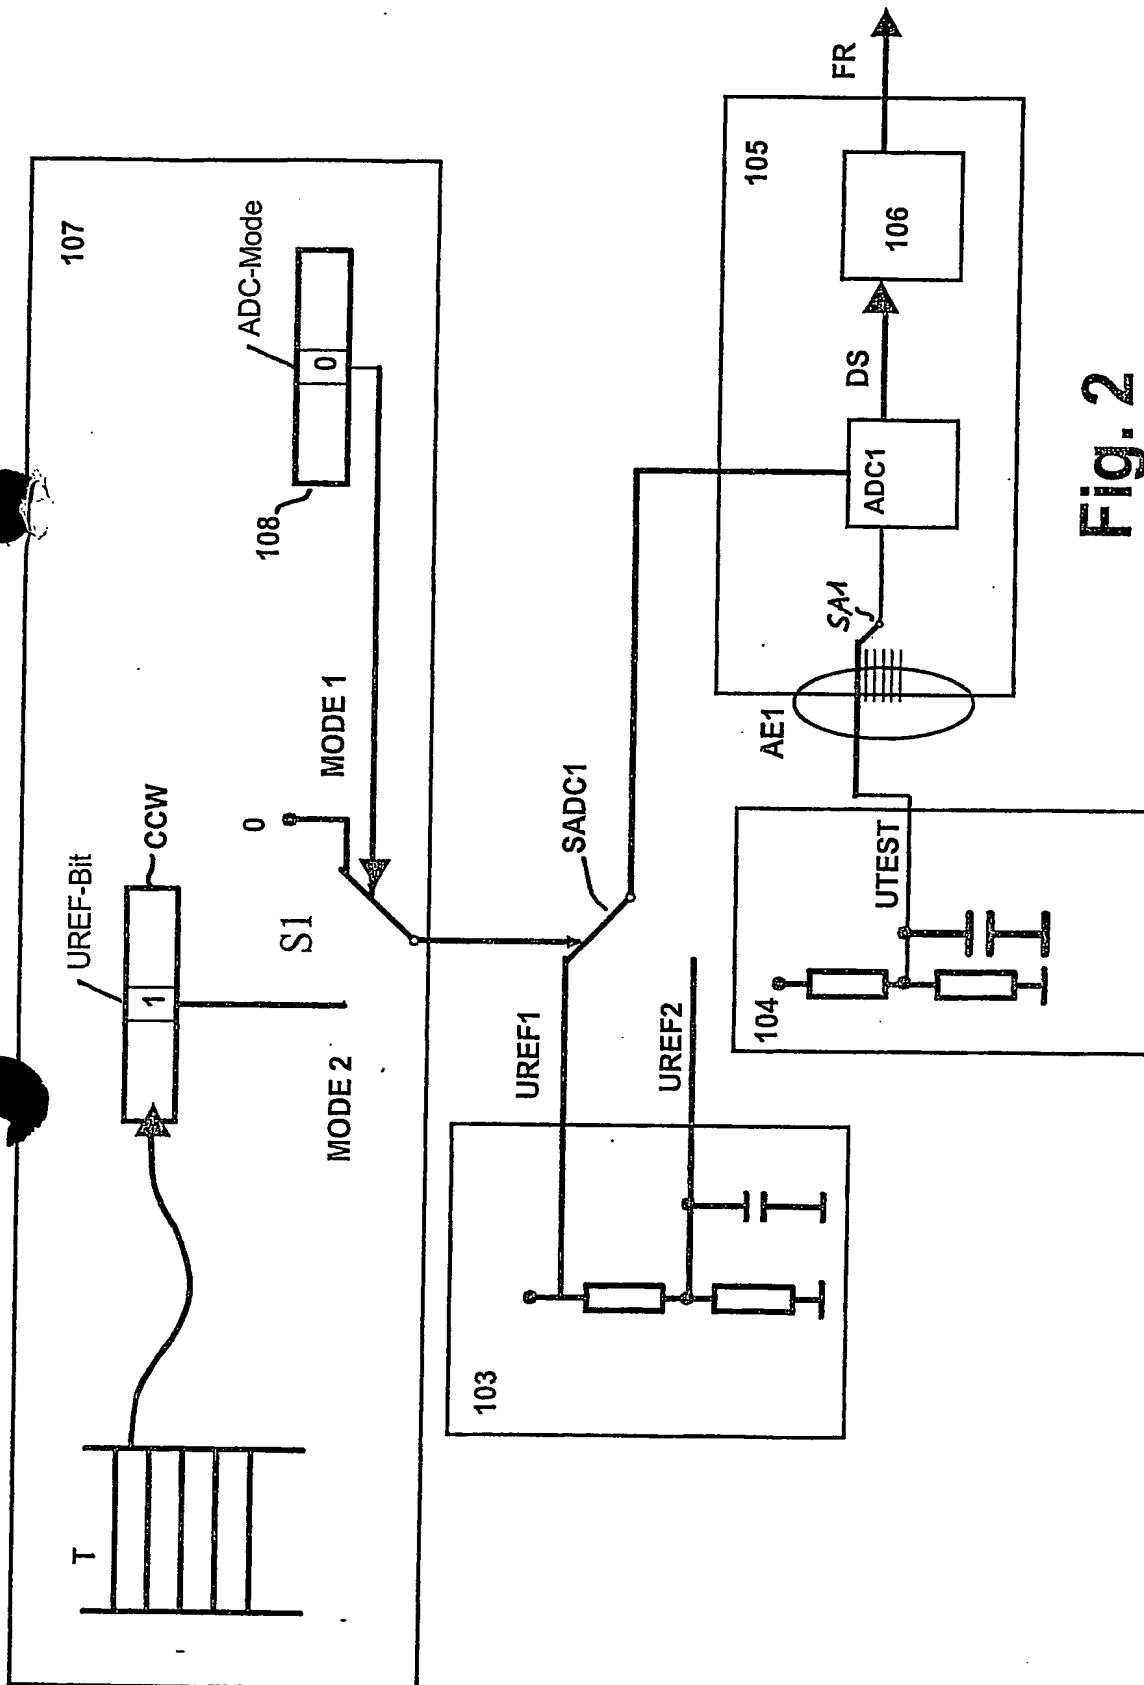 107
T
UREF-Bit
1
CCW
108
ADC-Mode
0
0
S1
MODE 1
MODE 2
SADC1
UREF1
UREF2
103
104
UTEST
AE1
SA1
ADC1
DS
106
105
FR
Fig. 2